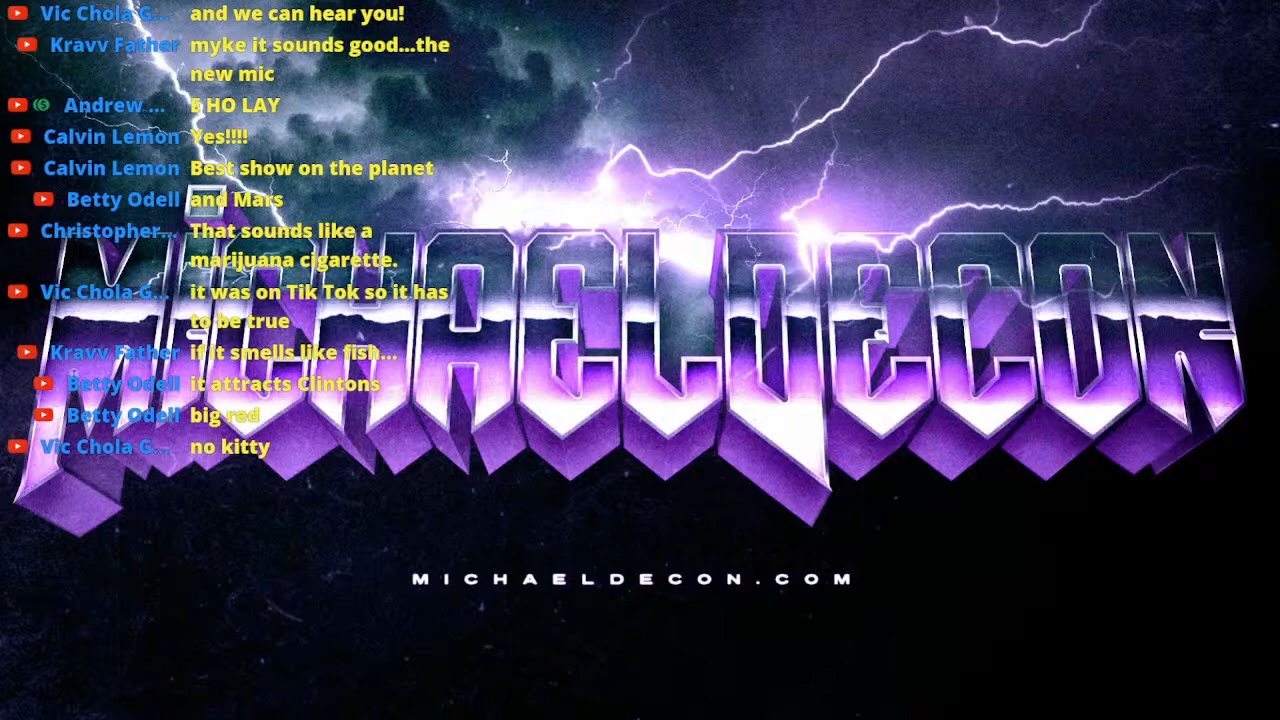 Vic Chola G... and we can hear you!
Kravv Father myke it sounds good...the
new mic
Andrew ... E HO LAY
Calvin Lemon Yes!!!!
Calvin Lemon Best show on the planet
Betty Odell and Mars
Christopher... That sounds like a
marijuana cigarette.
Vic Chola G... it was on Tik Tok so it has
to be true
Kravv Father if it smells like fish...
Betty Odell it attracts Clintons
Betty Odell big red
Vic Chola G... no kitty
MICHAEL DECON
MICHAELDECON.COM